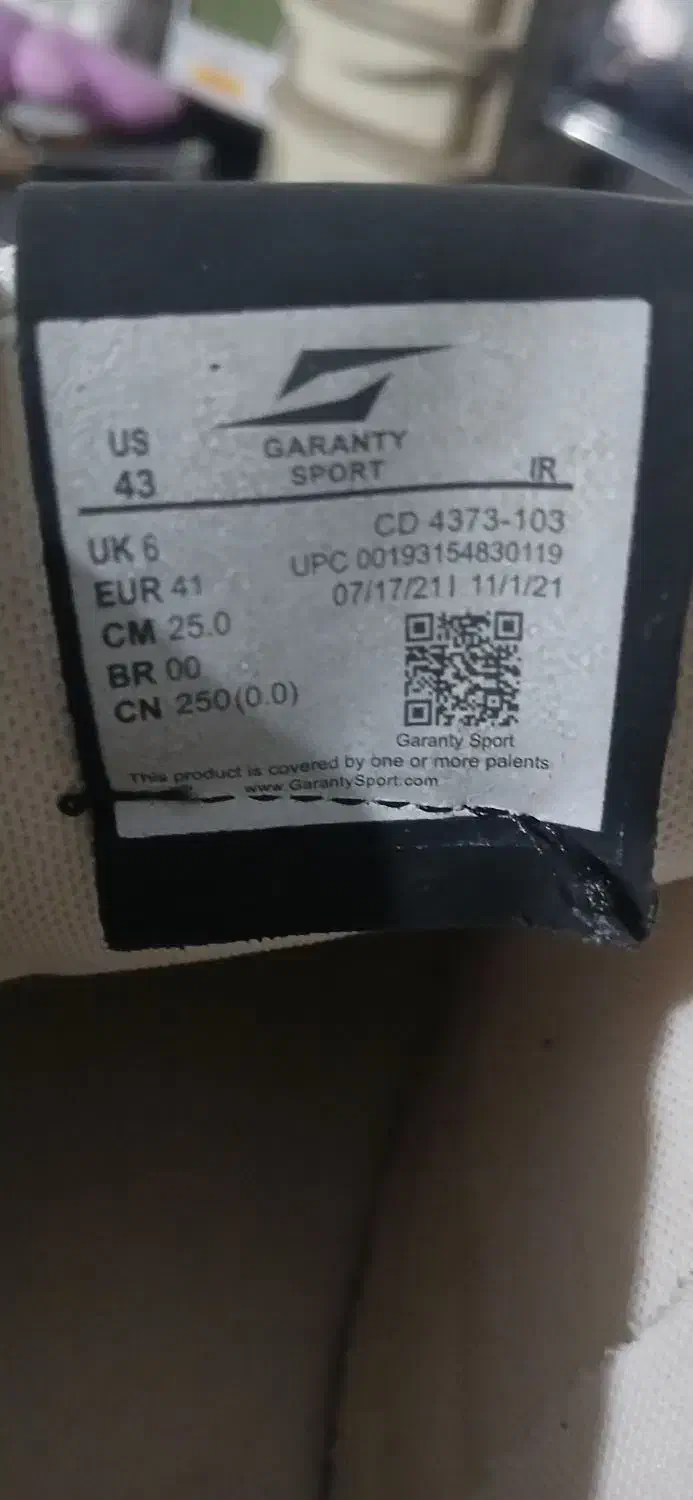 GARANTY
SPORT
US
43
IR
UK 6
EUR 41
CM 25.0
BR 00
CN 250(0.0)
CD 4373-103
UPC 00193154830119
07/17/21| 11/1/21
Garanty Sport
This product is covered by one or more patents
www.GarantySport.com